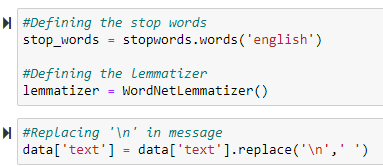 #Defining the stop words
stop_words = stopwords.words('english')
#Defining the Lemmatizer
lemmatizer = WordNetLemmatizer()
#Replacing '\n' in message
data['text'] = data['text'].replace('\n',' ')